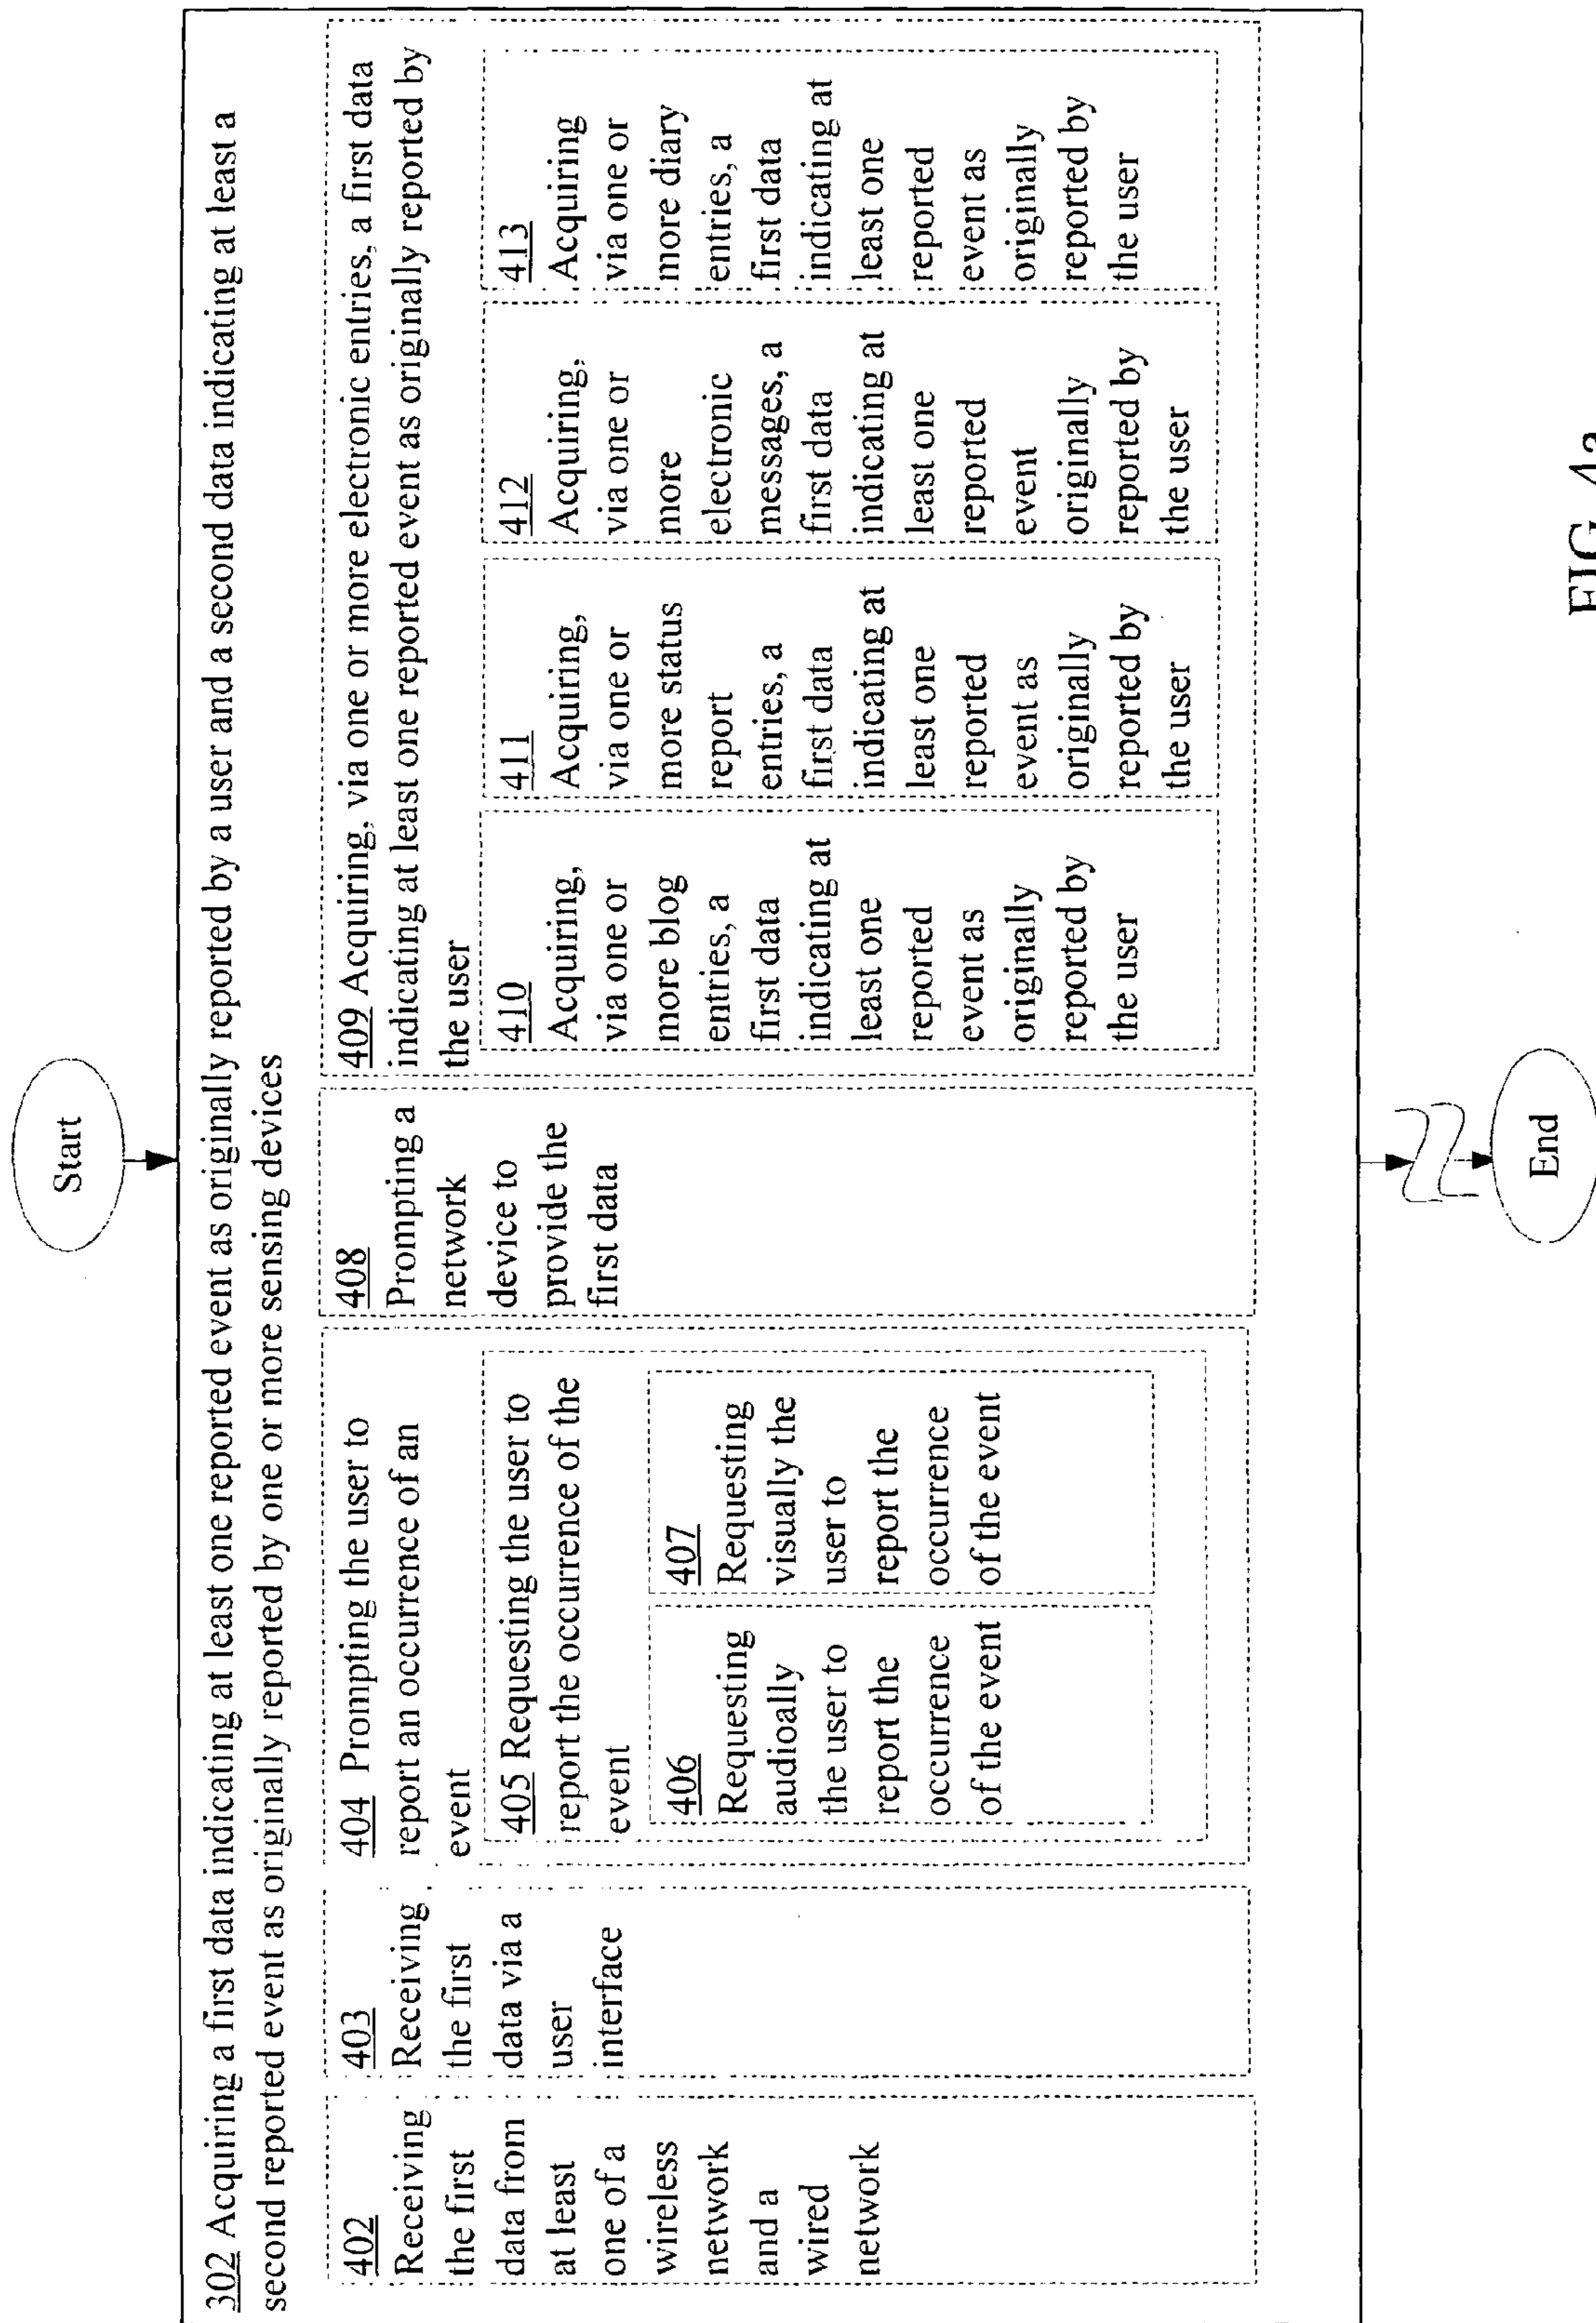 Start
302 Acquiring a first data indicating at least one reported event as originally reported by a user and a second data indicating at least a
second reported event as originally reported by one or more sensing devices
402
Receiving
the first
data from
at least
one of a
wireless
network
and a
wired
network
403
Receiving
the first
data via a
user
interface
404 Prompting the user to
report an occurrence of an
event
405 Requesting the user to
report the occurrence of the
event
406
Requesting
audioally
the user to
report the
occurrence
of the event
407
Requesting
visually the
user to
report the
occurrence
of the event
408
Prompting a
network
device to
provide the
first data
409 Acquiring, via one or more electronic entries, a first data
indicating at least one reported event as originally reported by
the user
410
Acquiring,
via one or
more blog
entries, a
first data
indicating at
least one
reported
event as
originally
reported by
the user
411
Acquiring,
via one or
more status
report
entries, a
first data
indicating at
least one
reported
event as
originally
reported by
the user
412
Acquiring,
via one or
more
electronic
messages, a
first data
indicating at
least one
reported
event
originally
reported by
the user
413
Acquiring
via one or
more diary
entries, a
first data
indicating at
least one
reported
event as
originally
reported by
the user
End
FIG. 4a